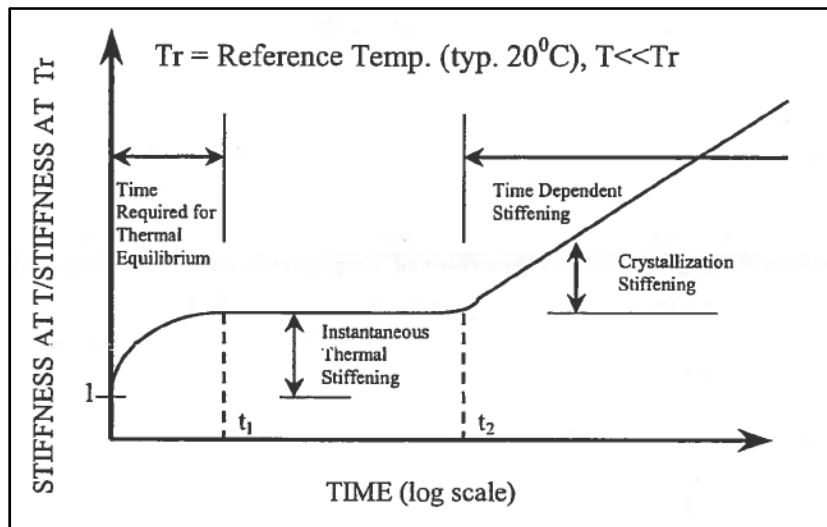 Tr = Reference Temp. (typ. 20⁰C), T<<Tr
STIFFNESS AT T/STIFFNESS AT Tr
Time
Required for
Thermal
Equilibrium
Time Dependent
Stiffening
Crystallization
Stiffening
Instantaneous
Thermal
Stiffening
1
t₁
t₂
TIME (log scale)